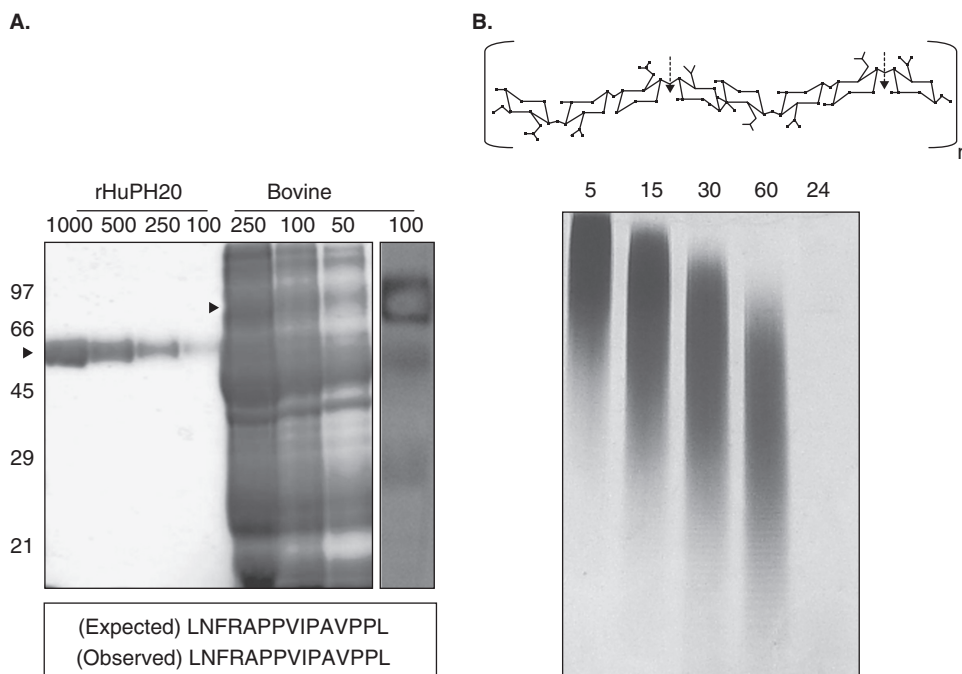 A.
B.
r
rHuPH20 Bovine
1000 500 250 100 250 100 50 100
97
66
45
29
21
(Expected) LNFRAPPVIPAVPPL
(Observed) LNFRAPPVIPAVPPL
5 15 30 60 24